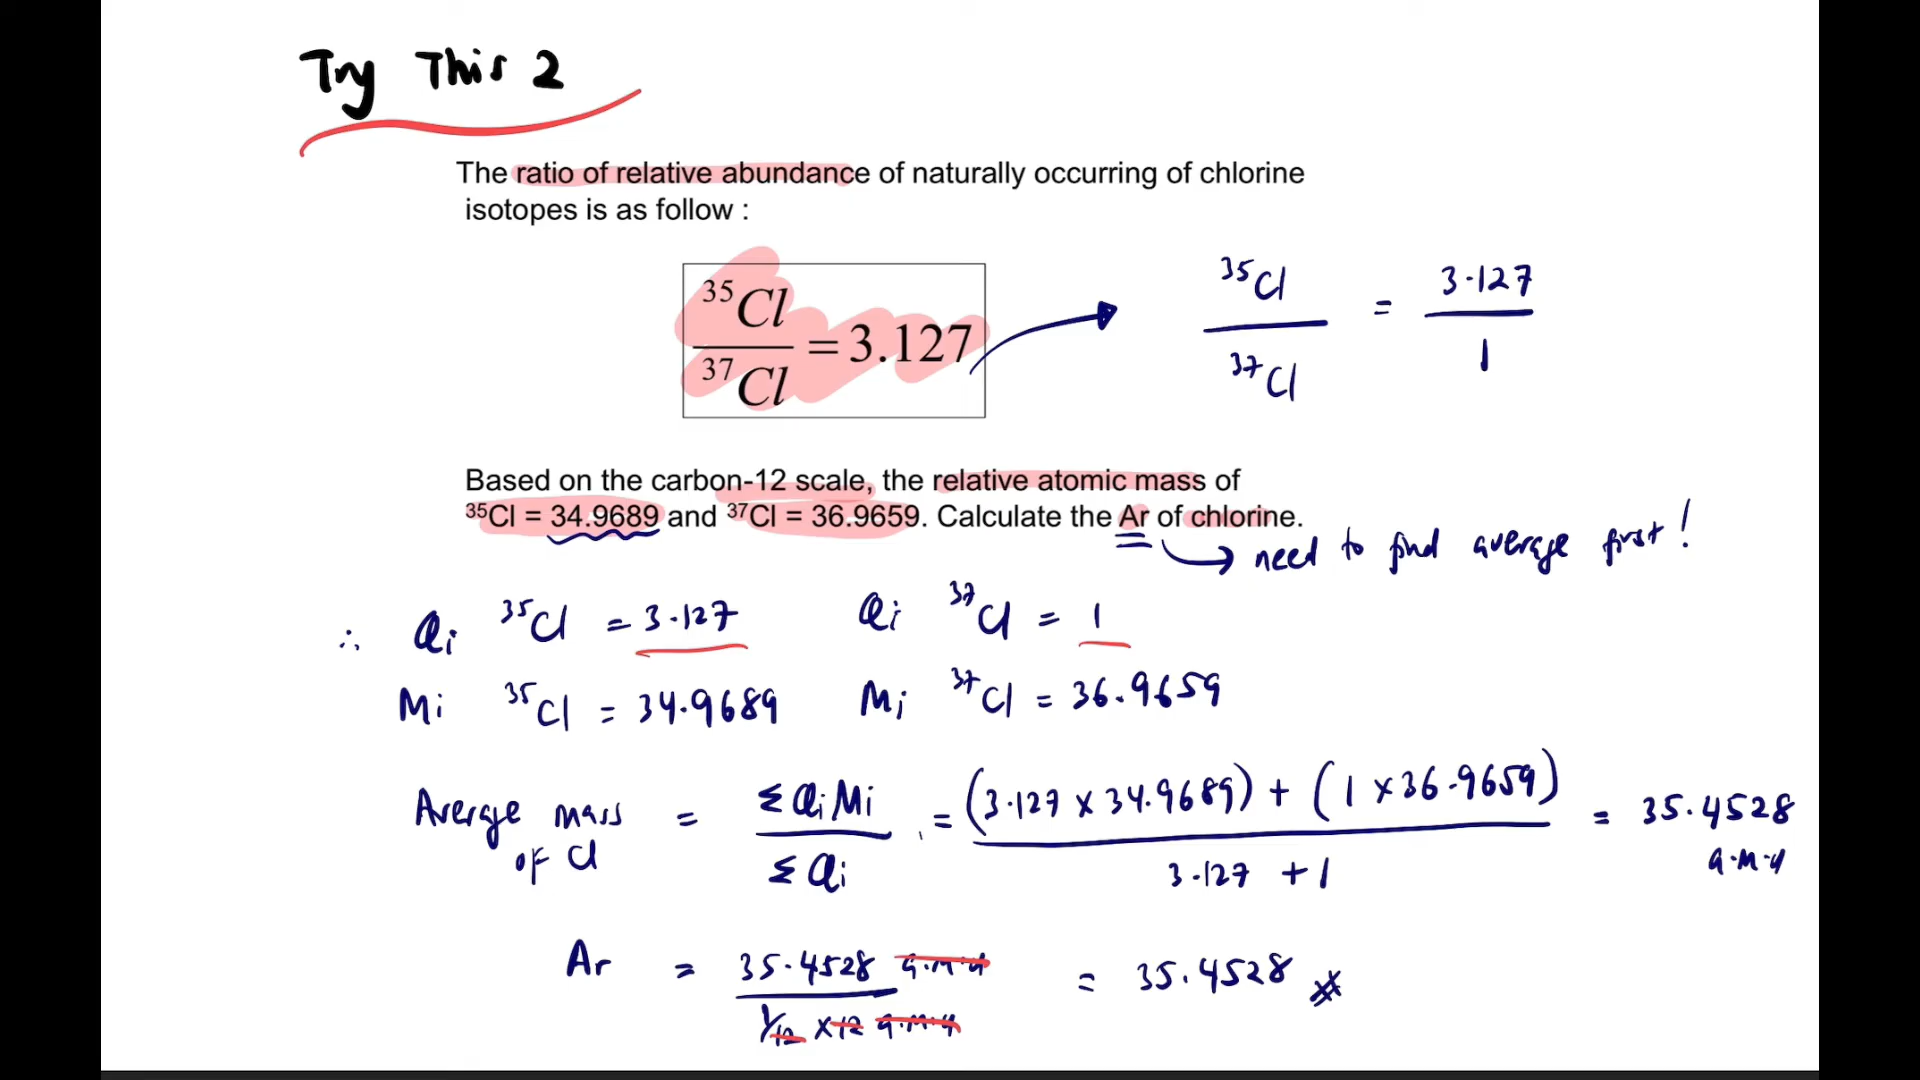 Try This 2
The ratio of relative abundance of naturally occurring of chlorine
isotopes is as follow :
³⁵Cl / ³⁷Cl = 3.127
³⁵Cl / ³⁷Cl = 3.127 / 1
Based on the carbon-12 scale, the relative atomic mass of
³⁵Cl = 34.9689 and ³⁷Cl = 36.9659. Calculate the Ar of chlorine.
→ need to find average first!
∴ Qi ³⁵Cl = 3.127 Qi ³⁷Cl = 1
Mi ³⁵Cl = 34.9689 Mi ³⁷Cl = 36.9659
Average mass of Cl = ΣQiMi / ΣQi = (3.127 × 34.9689) + (1 × 36.9659) / 3.127 + 1 = 35.4528 a.m.u
Ar = 35.4528 a.m.u / 1/12 × 12 a.m.u = 35.4528 #